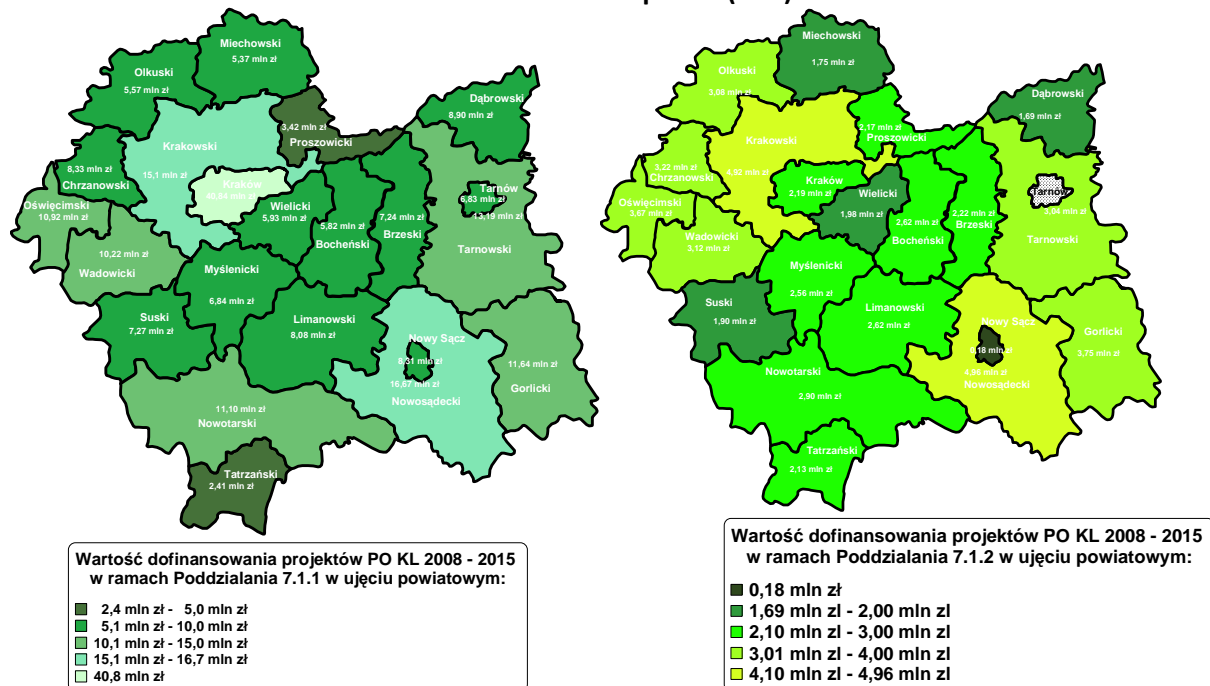 Miechowski
5,37 mln zł
Olkuski
5,57 mln zł
Dąbrowski
8,90 mln zł
3,42 mln zł
Proszowicki
Krakowski
15,1 mln zł
8,33 mln zł
Chrzanowski
Kraków
Oświęcimski
10,92 mln zł
Wielicki
5,93 mln zł
Tarnów
6,83 mln zł
13,19 mln zł
Tarnowski
7,24 mln zł
Brzeski
5,82 mln zł
Bocheński
10,22 mln zł
Wadowicki
Myślenicki
6,84 mln zł
Suski
7,27 mln zł
Limanowski
8,08 mln zł
Nowy Sącz
8,31 mln zł
16,67 mln zł
Nowosądecki
11,64 mln zł
Gorlicki
11,10 mln zł
Nowotarski
Tatrzański
2,41 mln zł
Wartość dofinansowania projektów PO KL 2008 - 2015
w ramach Poddzialania 7.1.1 w ujęciu powiatowym:
2,4 mln zł - 5,0 mln zł
5,1 mln zł - 10,0 mln zł
10,1 mln zł - 15,0 mln zł
15,1 mln zł - 16,7 mln zł
40,8 mln zł
Miechowski
1,75 mln zł
Olkuski
mln zł
Dąbrowski
1,69 mln zł
2,17 mln zł
Proszowicki
Krakowski
4,92 mln zł
3,22 mln zł
Chrzanowski
Kraków
2,19 mln zł
Oświęcimski
3,67 mln zł
Wielicki
1,98 mln zł
Tarnów
3,04 mln zł
Tarnowski
2,22 mln zł
Brzeski
2,62 mln zł
Bocheński
Wadowicki
3,12 mln zł
Myślenicki
2,56 mln zł
Suski
1,90 mln zł
Limanowski
2,62 mln zł
Nowy Sącz
0,18 mln zł
4,96 mln zł
Nowosądecki
Gorlicki
3,75 mln zł
Nowotarski
2,90 mln zł
Tatrzański
2,13 mln zł
Wartość dofinansowania projektów PO KL 2008 - 2015
w ramach Poddzialania 7.1.2 w ujęciu powiatowym:
0,18 mln zł
1,69 mln zl - 2,00 mln zl
2,10 mln zl - 3,00 mln zl
3,01 mln zl - 4,00 mln zl
4,10 mln zl - 4,96 mln zl